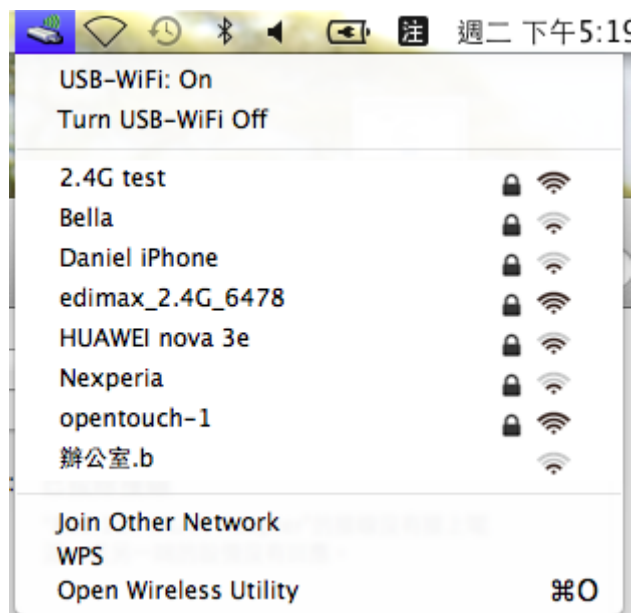 注 週二 下午5:19
USB-WiFi: On
Turn USB-WiFi Off
2.4G test
Bella
Daniel iPhone
edimax_2.4G_6478
HUAWEI nova 3e
Nexperia
opentouch-1
辦公室.b
Join Other Network
WPS
Open Wireless Utility ⌘O